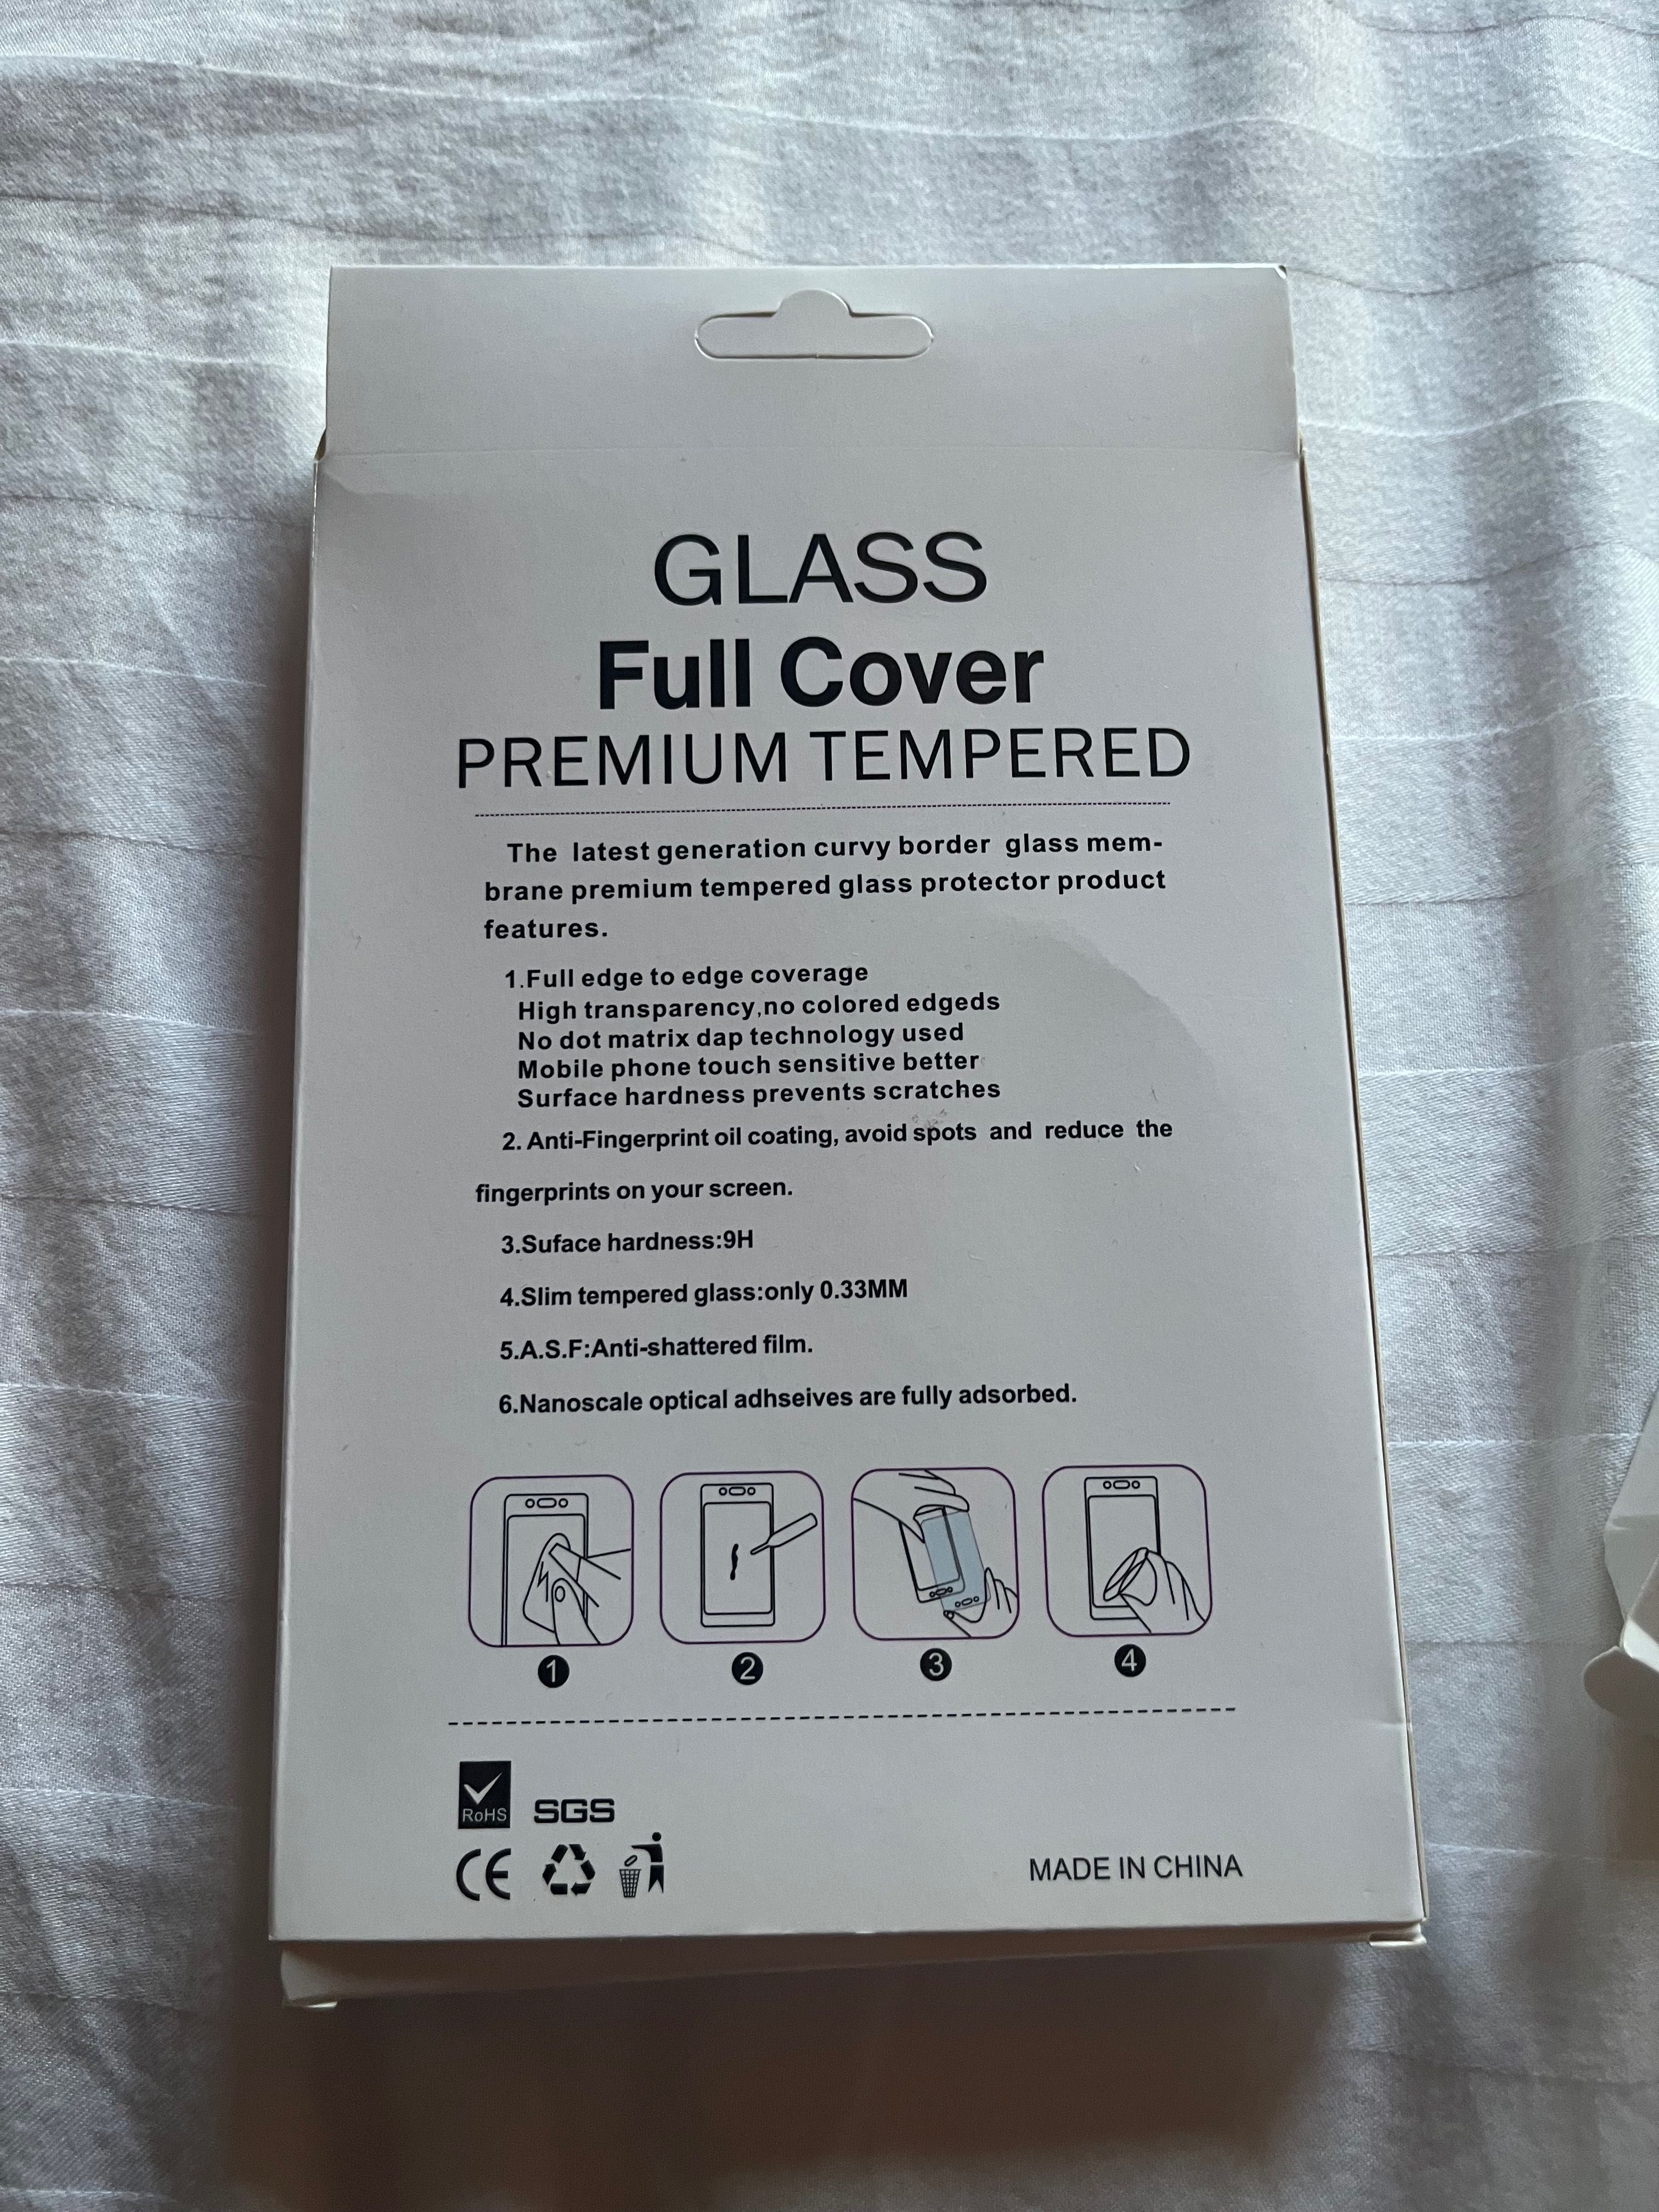 GLASS
Full Cover
PREMIUM TEMPERED
The latest generation curvy border glass mem-
brane premium tempered glass protector product
features.
1.Full edge to edge coverage
High transparency,no colored edgeds
No dot matrix dap technology used
Mobile phone touch sensitive better
Surface hardness prevents scratches
2. Anti-Fingerprint oil coating, avoid spots and reduce the
fingerprints on your screen.
3.Suface hardness:9H
4.Slim tempered glass:only 0.33MM
5.A.S.F:Anti-shattered film.
6.Nanoscale optical adhseives are fully adsorbed.
1 2 3 4
RoHS SGS
CE
MADE IN CHINA